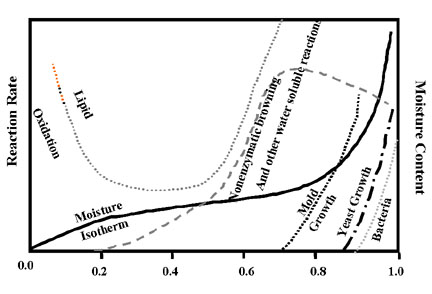 Reaction Rate
Moisture Content
Lipid
Oxidation
Nonenzymatic browning
And other water soluble reactions
Moisture
Isotherm
Mold
Growth
Yeast Growth
Bacteria
0.0
0.2
0.4
0.6
0.8
1.0